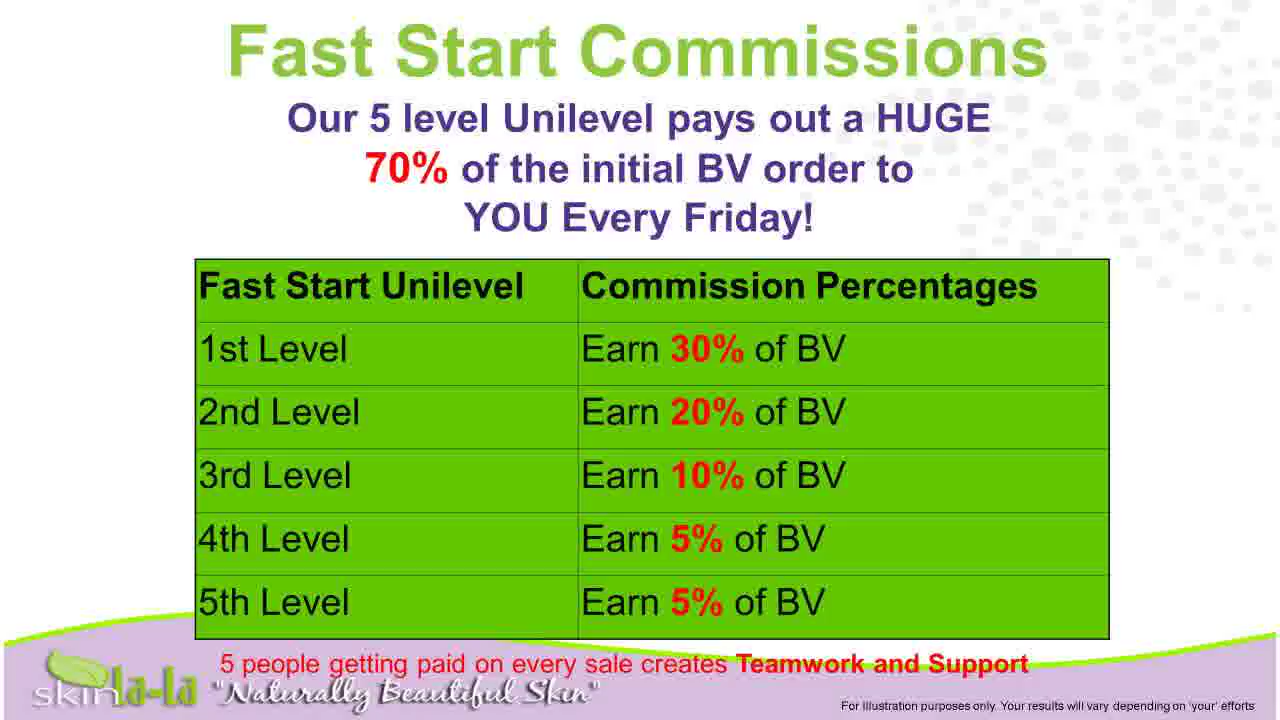 Fast Start Commissions
Our 5 level Unilevel pays out a HUGE
70% of the initial BV order to
YOU Every Friday!
Fast Start Unilevel Commission Percentages
1st Level Earn 30% of BV
2nd Level Earn 20% of BV
3rd Level Earn 10% of BV
4th Level Earn 5% of BV
5th Level Earn 5% of BV
5 people getting paid on every sale creates Teamwork and Support
skin la-la "Naturally Beautiful Skin"
For Illustration purposes only. Your results will vary depending on 'your' efforts